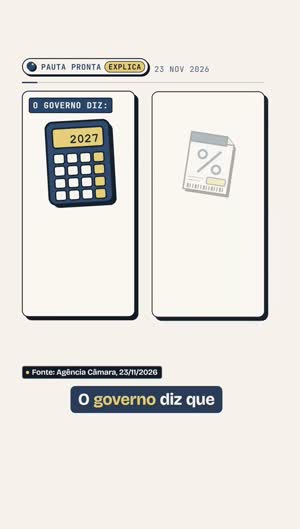 PAUTA PRONTA EXPLICA 23 NOV 2026
O GOVERNO DIZ:
2027
Fonte: Agência Câmara, 23/11/2026
O governo diz que